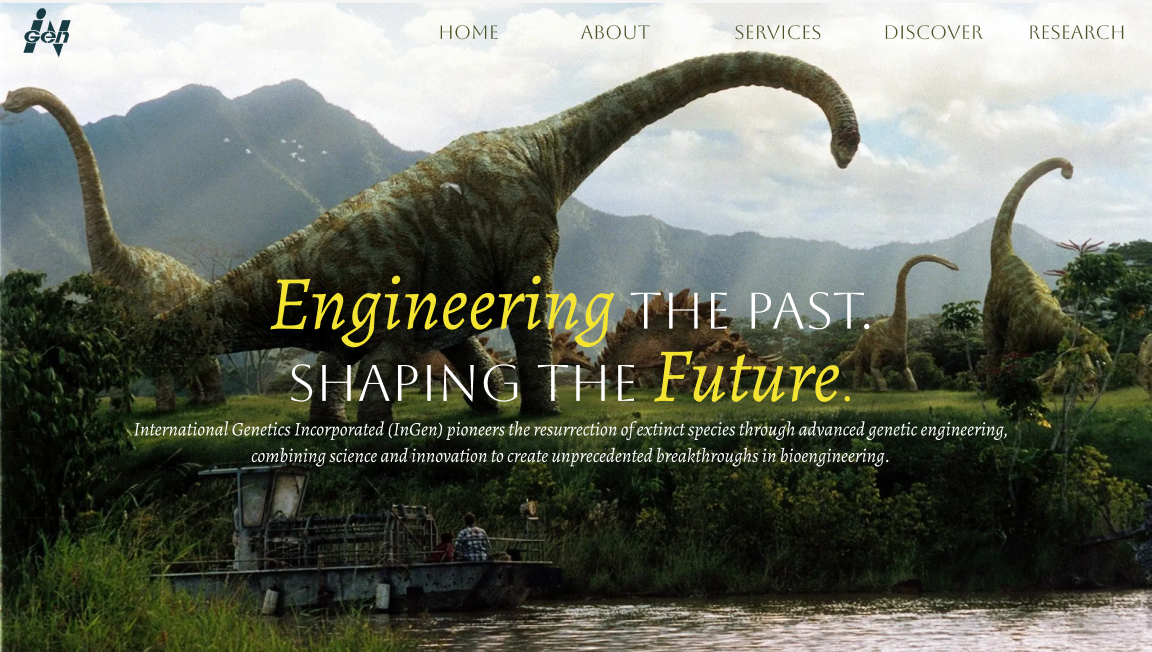 inGen
HOME ABOUT SERVICES DISCOVER RESEARCH
Engineering THE PAST.
SHAPING THE Future.
International Genetics Incorporated (InGen) pioneers the resurrection of extinct species through advanced genetic engineering,
combining science and innovation to create unprecedented breakthroughs in bioengineering.